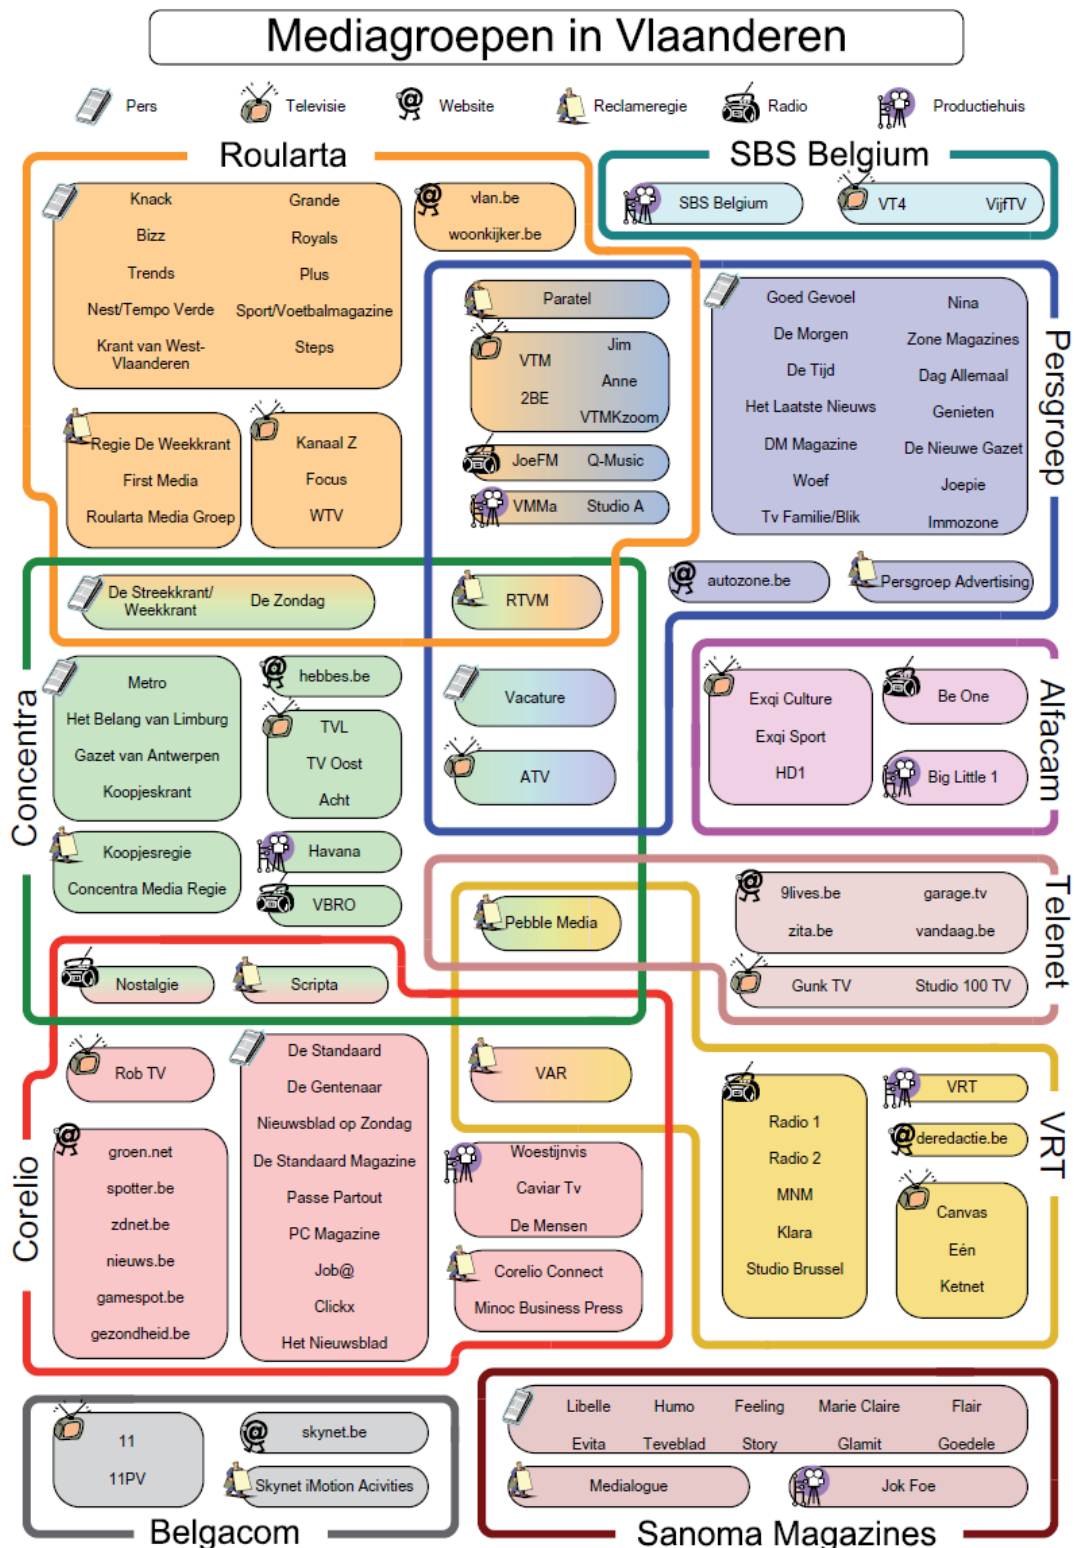 Mediagroepen in Vlaanderen
Pers
Televisie
Website
Reclameregie
Radio
Productiehuis
Roularta
SBS Belgium
Knack
Grande
Bizz
Royals
Trends
Plus
Nest/Tempo Verde
Sport/Voetbalmagazine
Krant van West-
Vlaanderen
Steps
vlan.be
woonkijker.be
SBS Belgium
VT4
VijfTV
Regie De Weekkrant
First Media
Roularta Media Groep
Kanaal Z
Focus
WTV
Paratel
VTM
Jim
2BE
Anne
VTMKzoom
JoeFM
Q-Music
VMMa
Studio A
Persgroep
Goed Gevoel
Nina
De Morgen
Zone Magazines
De Tijd
Dag Allemaal
Het Laatste Nieuws
Genieten
DM Magazine
De Nieuwe Gazet
Woef
Joepie
Tv Familie/Blik
Immozone
autozone.be
Persgroep Advertising
De Streekkrant/
Weekkrant
De Zondag
RTVM
Concentra
Metro
Het Belang van Limburg
Gazet van Antwerpen
Koopjeskrant
hebbes.be
TVL
TV Oost
Acht
Vacature
ATV
Koopjesregie
Concentra Media Regie
Havana
VBRO
Alfacam
Exqi Culture
Exqi Sport
HD1
Be One
Big Little 1
Telenet
9lives.be
garage.tv
zita.be
vandaag.be
Gunk TV
Studio 100 TV
Pebble Media
Nostalgie
Scripta
Corelio
Rob TV
groen.net
spotter.be
zdnet.be
nieuws.be
gamespot.be
gezondheid.be
De Standaard
De Gentenaar
Nieuwsblad op Zondag
De Standaard Magazine
Passe Partout
PC Magazine
Job@
Clickx
Het Nieuwsblad
VAR
Woestijnvis
Caviar Tv
De Mensen
Corelio Connect
Minoc Business Press
VRT
Radio 1
Radio 2
MNM
Klara
Studio Brussel
VRT
deredactie.be
Canvas
Eén
Ketnet
11
11PV
skynet.be
Skynet iMotion Acivities
Belgacom
Libelle
Humo
Feeling
Marie Claire
Flair
Evita
Teveblad
Story
Glamit
Goedele
Medialogue
Jok Foe
Sanoma Magazines